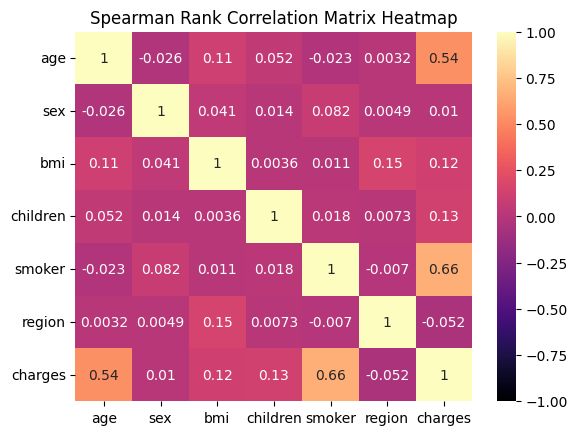 Spearman Rank Correlation Matrix Heatmap
age 1 -0.026 0.11 0.052 -0.023 0.0032 0.54
sex -0.026 1 0.041 0.014 0.082 0.0049 0.01
bmi 0.11 0.041 1 0.0036 0.011 0.15 0.12
children 0.052 0.014 0.0036 1 0.018 0.0073 0.13
smoker -0.023 0.082 0.011 0.018 1 -0.007 0.66
region 0.0032 0.0049 0.15 0.0073 -0.007 1 -0.052
charges 0.54 0.01 0.12 0.13 0.66 -0.052 1
age sex bmi children smoker region charges
1.00
0.75
0.50
0.25
0.00
−0.25
−0.50
−0.75
−1.00